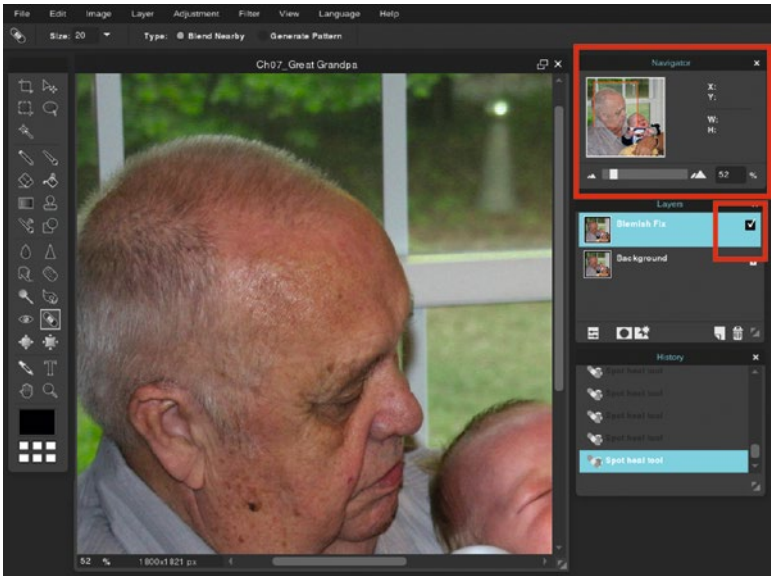 File Edit Image Layer Adjustment Filter View Language Help
Size: 20 Type: Blend Nearby Generate Pattern
Ch07_Great Grandpa
Navigator
X:
Y:
W:
H:
52 %
Layers
Blemish Fix
Background
History
Spot heal tool
Spot heal tool
Spot heal tool
Spot heal tool
Spot heal tool
52 % 1800x1821 px